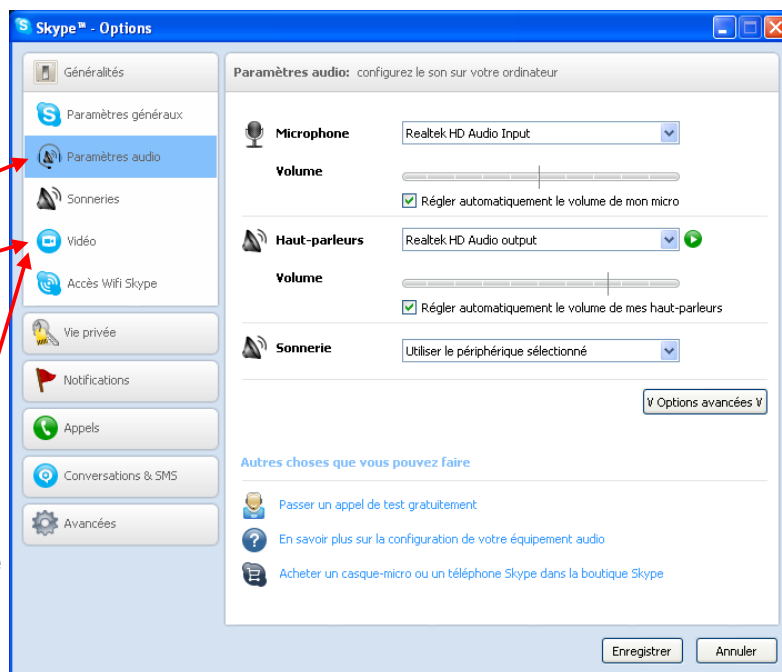 Skype™ - Options
Généralités
Paramètres généraux
Paramètres audio
Sonneries
Vidéo
Accès Wifi Skype
Vie privée
Notifications
Appels
Conversations & SMS
Avancées
Paramètres audio: configurez le son sur votre ordinateur
Microphone
Realtek HD Audio Input
Volume
Régler automatiquement le volume de mon micro
Haut-parleurs
Realtek HD Audio output
Volume
Régler automatiquement le volume de mes haut-parleurs
Sonnerie
Utiliser le périphérique sélectionné
V Options avancées V
Autres choses que vous pouvez faire
Passer un appel de test gratuitement
En savoir plus sur la configuration de votre équipement audio
Acheter un casque-micro ou un téléphone Skype dans la boutique Skype
Enregistrer
Annuler